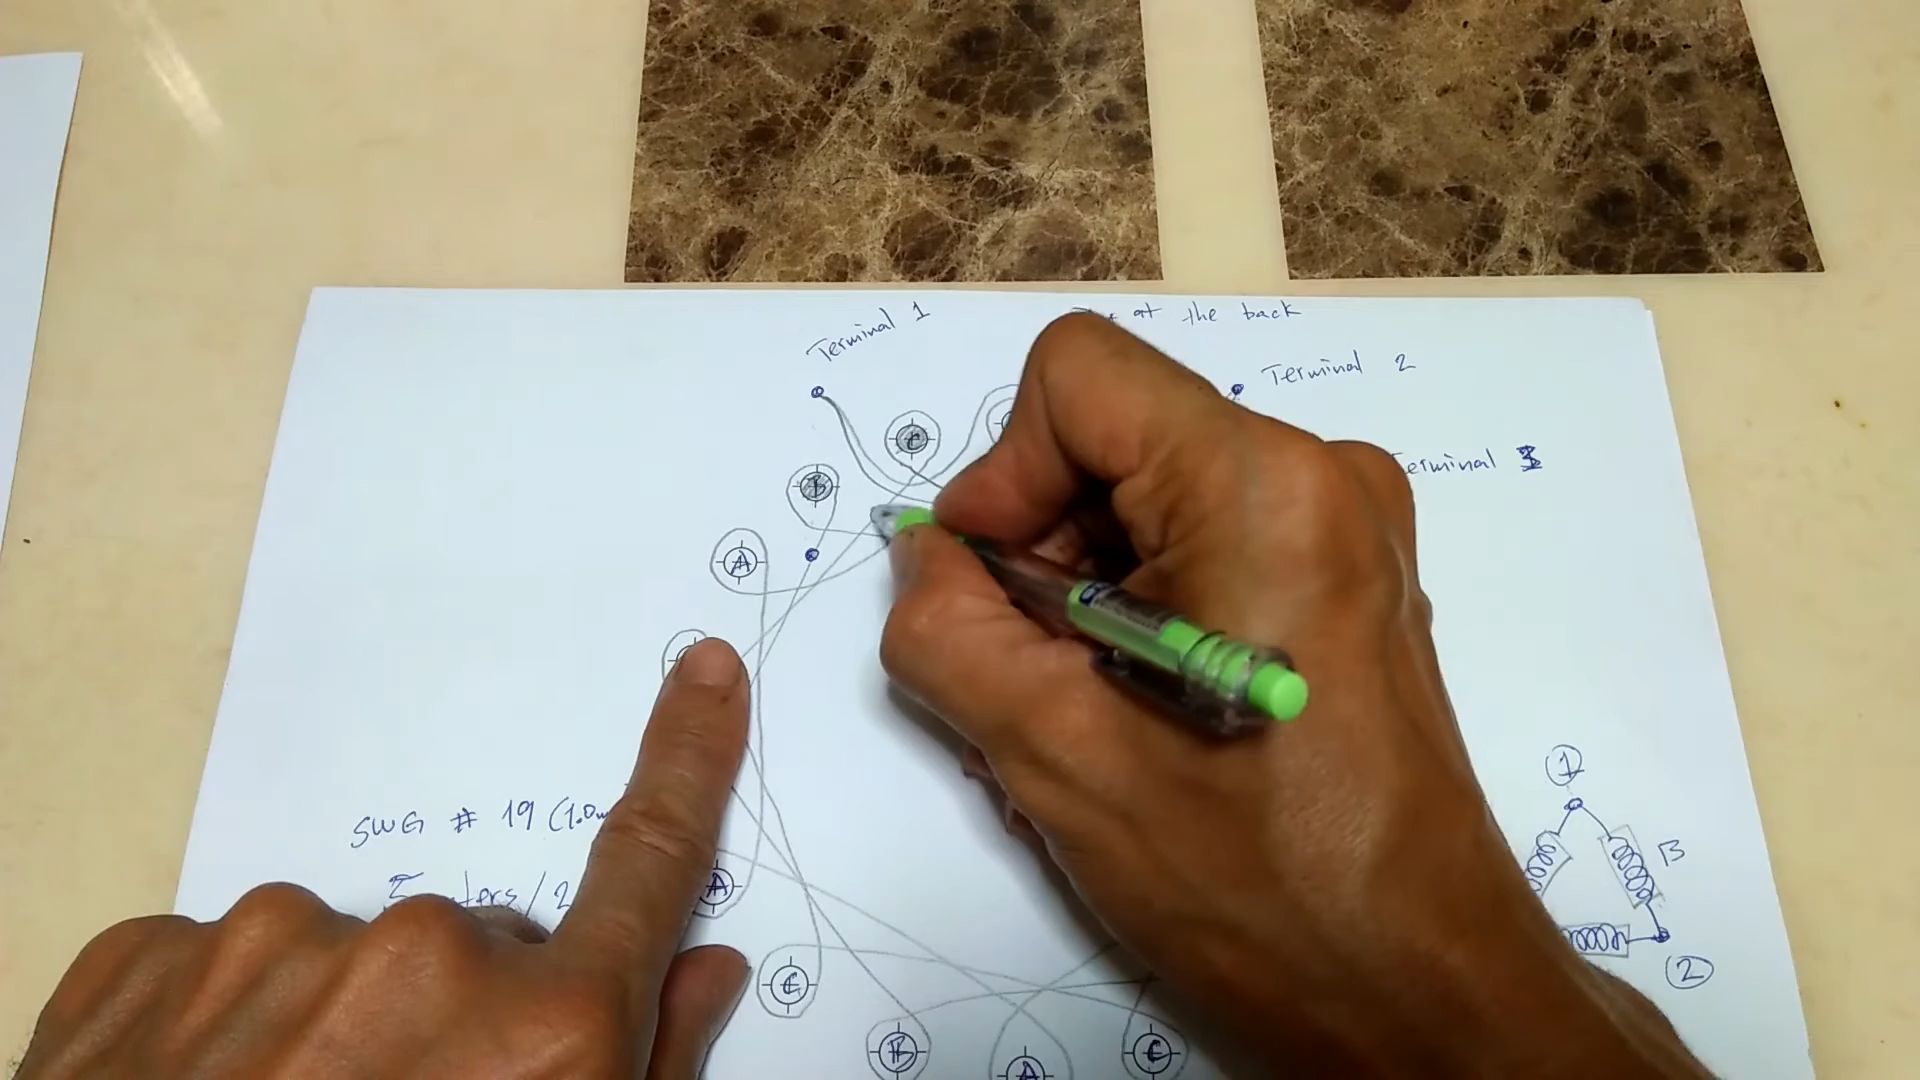 Terminal 1
at the back
Terminal 2
C
B
Terminal 3
A
1
SWG # 19
B
A
2
C
B
A
C